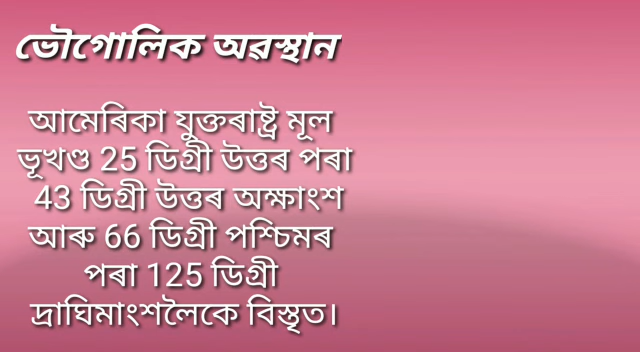 ভৌগোলিক অৱস্থান
আমেৰিকা যুক্তৰাষ্ট্ৰ মূল
ভূখণ্ড 25 ডিগ্ৰী উত্তৰ পৰা
43 ডিগ্ৰী উত্তৰ অক্ষাংশ
আৰু 66 ডিগ্ৰী পশ্চিমৰ
পৰা 125 ডিগ্ৰী
দ্ৰাঘিমাংশলৈকে বিস্তৃত।